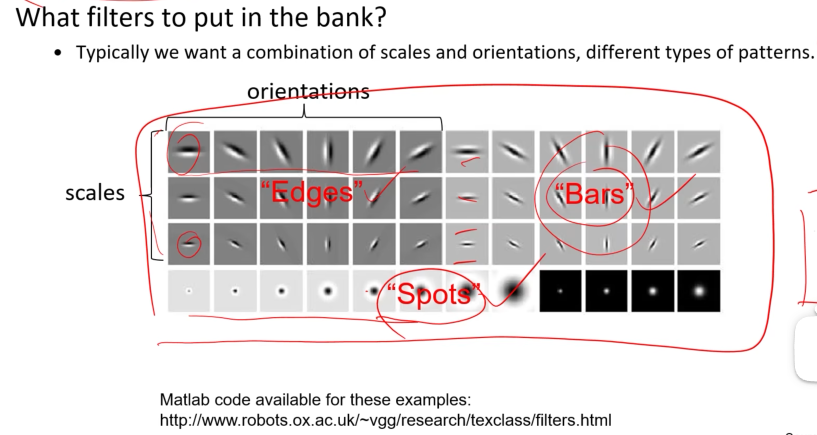 What filters to put in the bank?
• Typically we want a combination of scales and orientations, different types of patterns.
orientations
scales
“Edges”
“Bars”
“Spots”
Matlab code available for these examples:
http://www.robots.ox.ac.uk/~vgg/research/texclass/filters.html